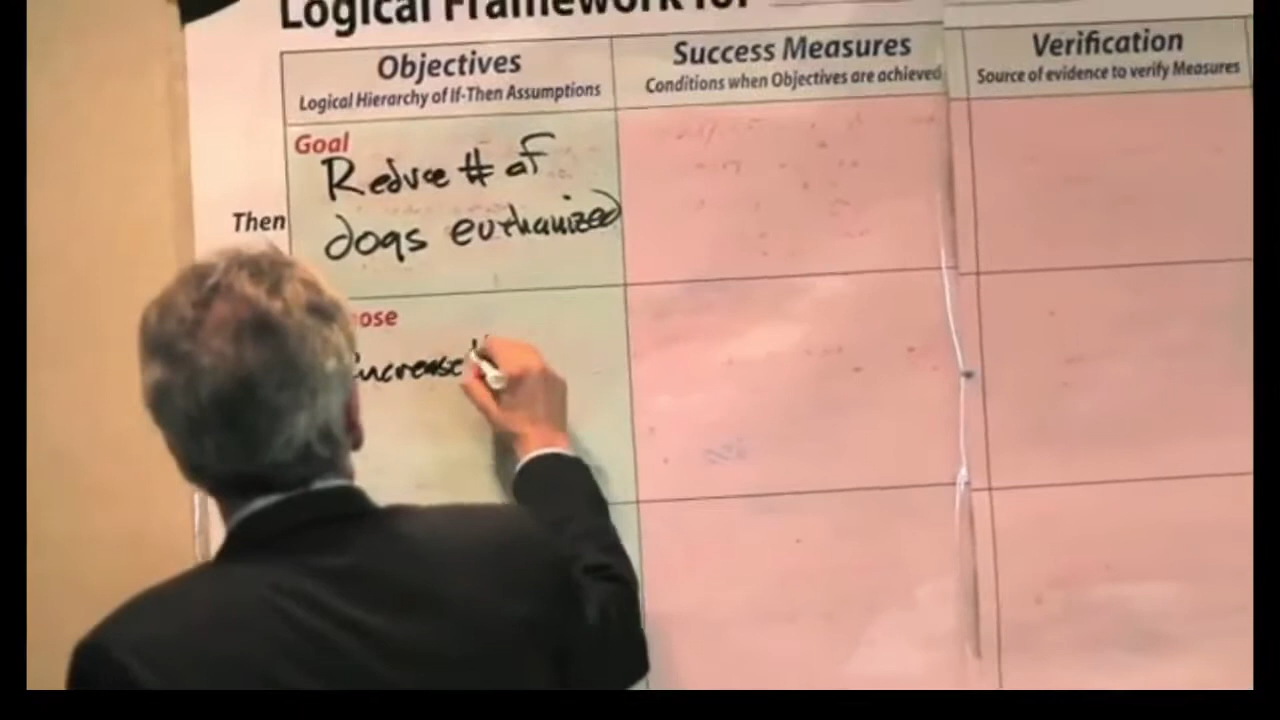 Logical Framework for
Objectives
Logical Hierarchy of If-Then Assumptions
Success Measures
Conditions when Objectives are achieved
Verification
Source of evidence to verify Measures
Goal
Reduce # of
dogs euthanized
Then
ose
increase